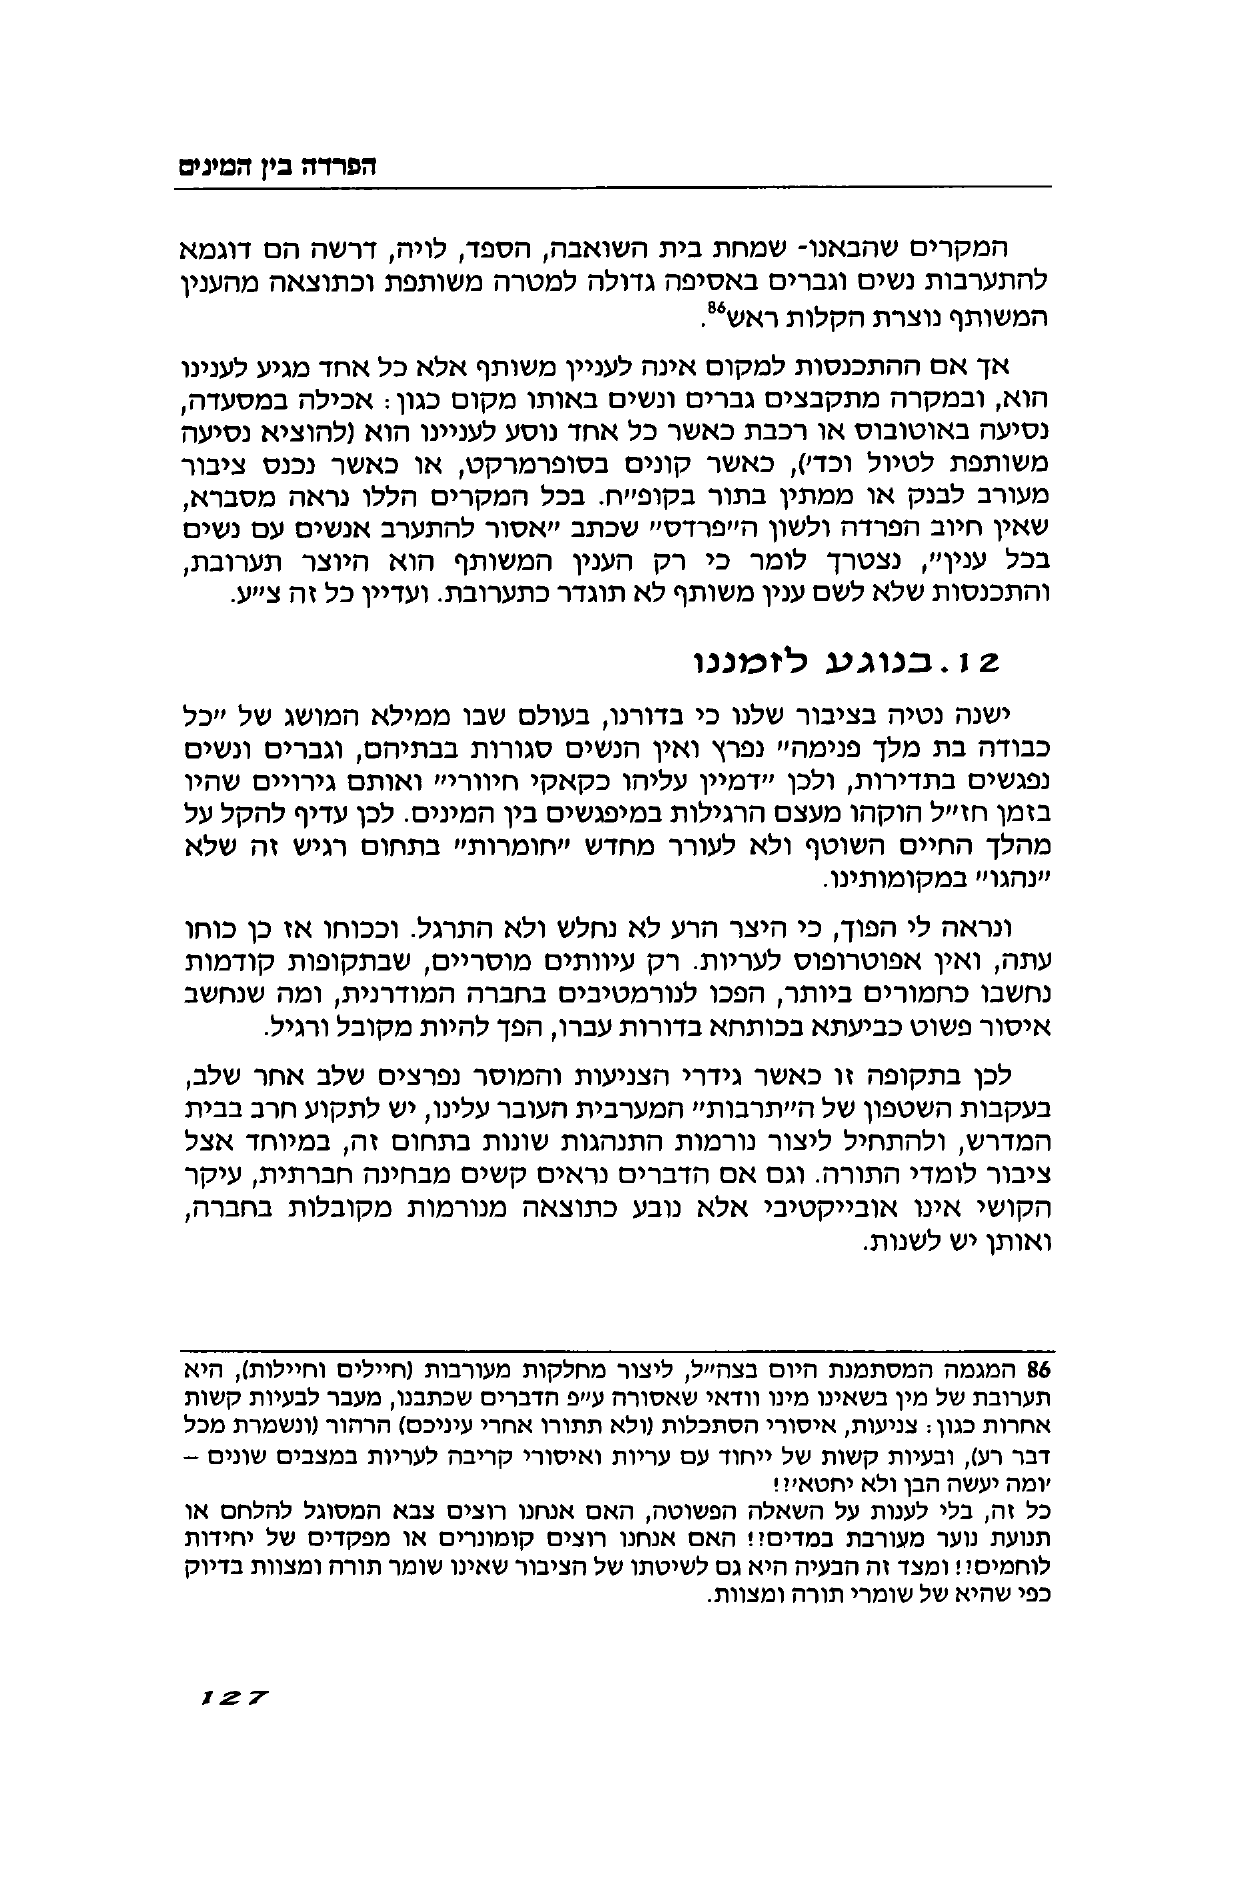 הפרדה בין המינים
המקרים שהבאנו- שמחת בית השואבה, הספד, לויה, דרשה הם דוגמא
להתערבות נשים וגברים באסיפה גדולה למטרה משותפת וכתוצאה מהענין
המשותף נוצרת הקלות ראש86.
אך אם ההתכנסות למקום אינה לעניין משותף אלא כל אחד מגיע לענינו
הוא, ובמקרה מתקבצים גברים ונשים באותו מקום כגון: אכילה במסעדה,
נסיעה באוטובוס או רכבת כאשר כל אחד נוסע לעניינו הוא (להוציא נסיעה
משותפת לטיול וכד'), כאשר קונים בסופרמרקט, או כאשר נכנס ציבור
מעורב לבנק או ממתין בתור בקופ"ח. בכל המקרים הללו נראה מסברא,
שאין חיוב הפרדה ולשון ה"פרדס" שכתב "אסור להתערב אנשים עם נשים
בכל ענין", נצטרך לומר כי רק הענין המשותף הוא היוצר תערובת,
והתכנסות שלא לשם ענין משותף לא תוגדר כתערובת. ועדיין כל זה צ"ע.
12. בנוגע לזמננו
ישנה נטיה בציבור שלנו כי בדורנו, בעולם שבו ממילא המושג של "כל
כבודה בת מלך פנימה" נפרץ ואין הנשים סגורות בבתיהם, וגברים ונשים
נפגשים בתדירות, ולכן "דמיין עליהו כקאקי חיוורי" ואותם גירויים שהיו
בזמן חז"ל הוקהו מעצם הרגילות במיפגשים בין המינים. לכן עדיף להקל על
מהלך החיים השוטף ולא לעורר מחדש "חומרות" בתחום רגיש זה שלא
"נהגו" במקומותינו.
ונראה לי הפוך, כי היצר הרע לא נחלש ולא התרגל. וככוחו אז כן כוחו
עתה, ואין אפוטרופוס לעריות. רק עיוותים מוסריים, שבתקופות קודמות
נחשבו כחמורים ביותר, הפכו לנורמטיבים בחברה המודרנית, ומה שנחשב
איסור פשוט כביעתא בכותחא בדורות עברו, הפך להיות מקובל ורגיל.
לכן בתקופה זו כאשר גידרי הצניעות והמוסר נפרצים שלב אחר שלב,
בעקבות השטפון של ה"תרבות" המערבית העובר עלינו, יש לתקוע חרב בבית
המדרש, ולהתחיל ליצור נורמות התנהגות שונות בתחום זה, במיוחד אצל
ציבור לומדי התורה. וגם אם הדברים נראים קשים מבחינה חברתית, עיקר
הקושי אינו אובייקטיבי אלא נובע כתוצאה מנורמות מקובלות בחברה,
ואותן יש לשנות.
86 המגמה המסתמנת היום בצה"ל, ליצור מחלקות מעורבות (חיילים וחיילות), היא
תערובת של מין בשאינו מינו וודאי שאסורה ע"פ הדברים שכתבנו, מעבר לבעיות קשות
אחרות כגון: צניעות, איסורי הסתכלות (ולא תתורו אחרי עיניכם) הרהור (ונשמרת מכל
דבר רע), ובעיות קשות של ייחוד עם עריות ואיסורי קריבה לעריות במצבים שונים –
'ומה יעשה הבן ולא יחטא'?!
כל זה, בלי לענות על השאלה הפשוטה, האם אנחנו רוצים צבא המסוגל להלחם או
תנועת נוער מעורבת במדים?! האם אנחנו רוצים קומונרים או מפקדים של יחידות
לוחמים?! ומצד זה הבעיה היא גם לשיטתו של הציבור שאינו שומר תורה ומצוות בדיוק
כפי שהיא של שומרי תורה ומצוות.
127